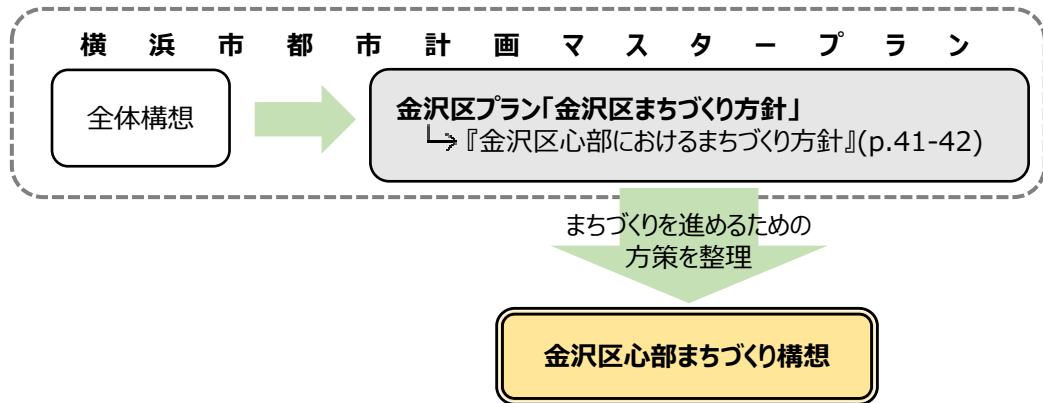 横浜市都市計画マスタープラン
全体構想
金沢区プラン「金沢区まちづくり方針」
『金沢区心部におけるまちづくり方針』(p.41-42)
まちづくりを進めるための
方策を整理
金沢区心部まちづくり構想